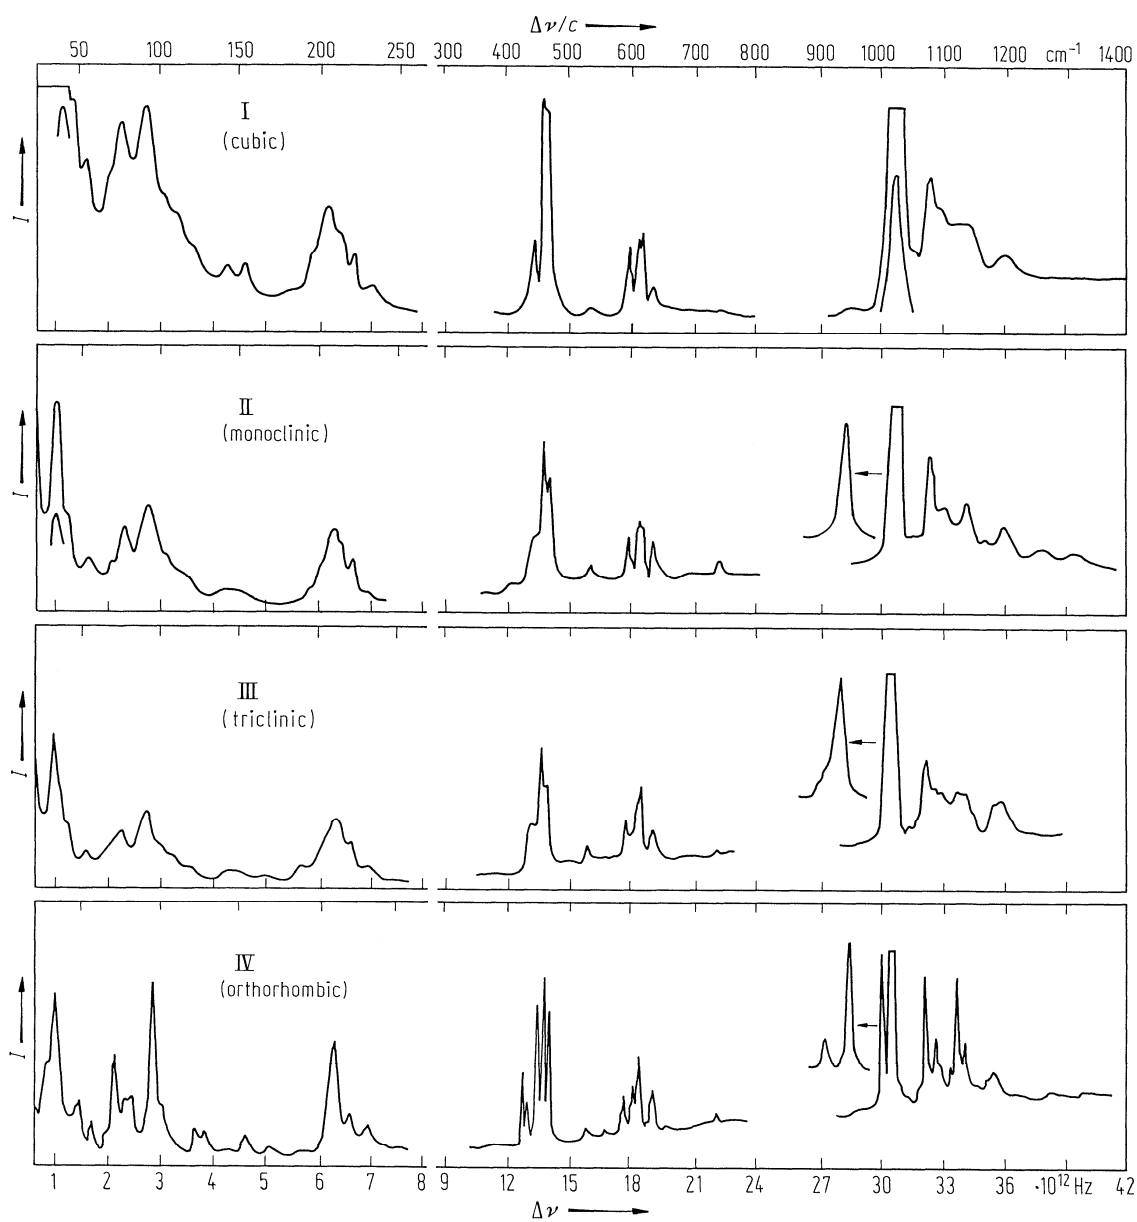 Δν/c
50 100 150 200 250 300 400 500 600 700 800 900 1000 1100 1200 cm⁻¹ 1400
I
(cubic)
I
II
(monoclinic)
I
III
(triclinic)
I
IV
(orthorhombic)
I
1 2 3 4 5 6 7 8 9 12 15 18 21 24 27 30 33 36 ·10¹² Hz 42
Δν